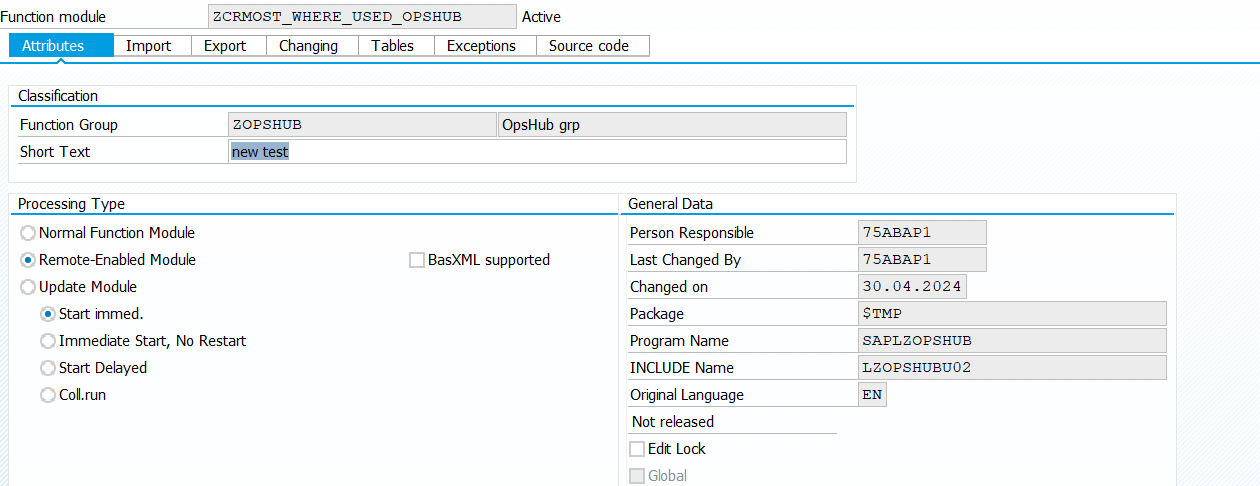 Function module ZCRMOST_WHERE_USED_OPSHUB Active
Attributes Import Export Changing Tables Exceptions Source code
Classification
Function Group ZOPSHUB OpsHub grp
Short Text new test
Processing Type
Normal Function Module
Remote-Enabled Module BasXML supported
Update Module
Start immed.
Immediate Start, No Restart
Start Delayed
Coll.run
General Data
Person Responsible 75ABAP1
Last Changed By 75ABAP1
Changed on 30.04.2024
Package $TMP
Program Name SAPLZOPSHUB
INCLUDE Name LZOPSHUBU02
Original Language EN
Not released
Edit Lock
Global